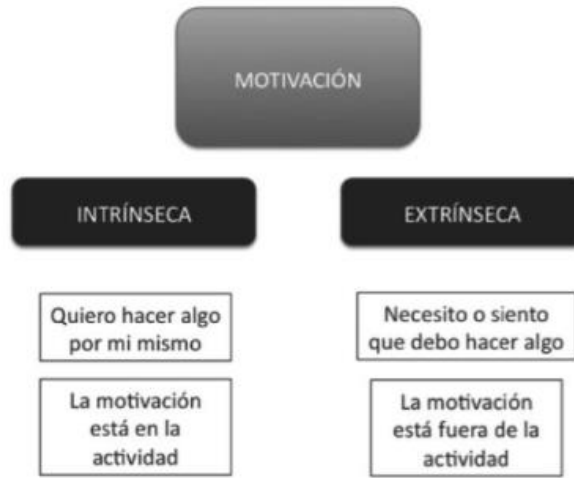 MOTIVACIÓN
INTRÍNSECA
EXTRÍNSECA
Quiero hacer algo
por mi mismo
Necesito o siento
que debo hacer algo
La motivación
está en la
actividad
La motivación
está fuera de la
actividad